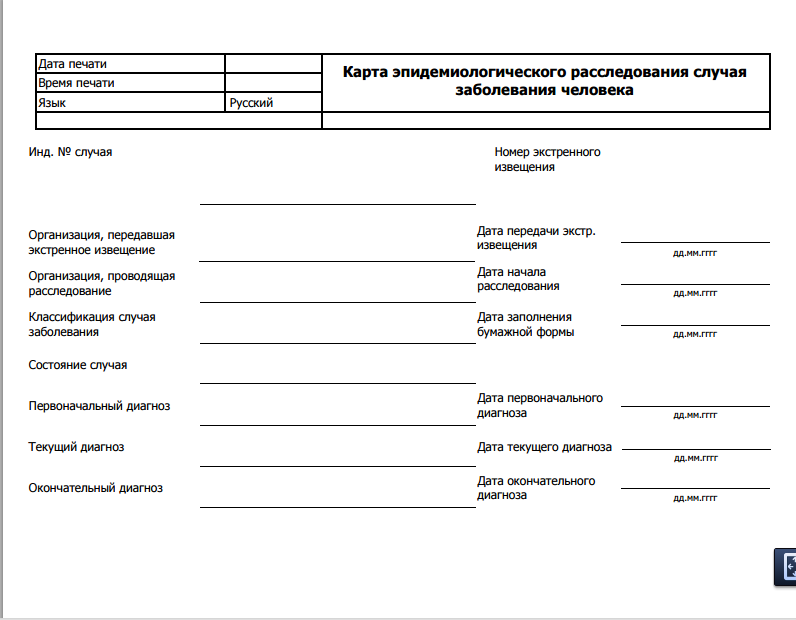 Дата печати
Карта эпидемиологического расследования случая
заболевания человека
Время печати
Язык
Русский
Инд. № случая
Номер экстренного
извещения
Организация, передавшая
экстренное извещение
Дата передачи экстр.
извещения
дд.мм.гггг
Организация, проводящая
расследование
Дата начала
расследования
дд.мм.гггг
Классификация случая
заболевания
Дата заполнения
бумажной формы
дд.мм.гггг
Состояние случая
Первоначальный диагноз
Дата первоначального
диагноза
дд.мм.гггг
Текущий диагноз
Дата текущего диагноза
дд.мм.гггг
Окончательный диагноз
Дата окончательного
диагноза
дд.мм.гггг